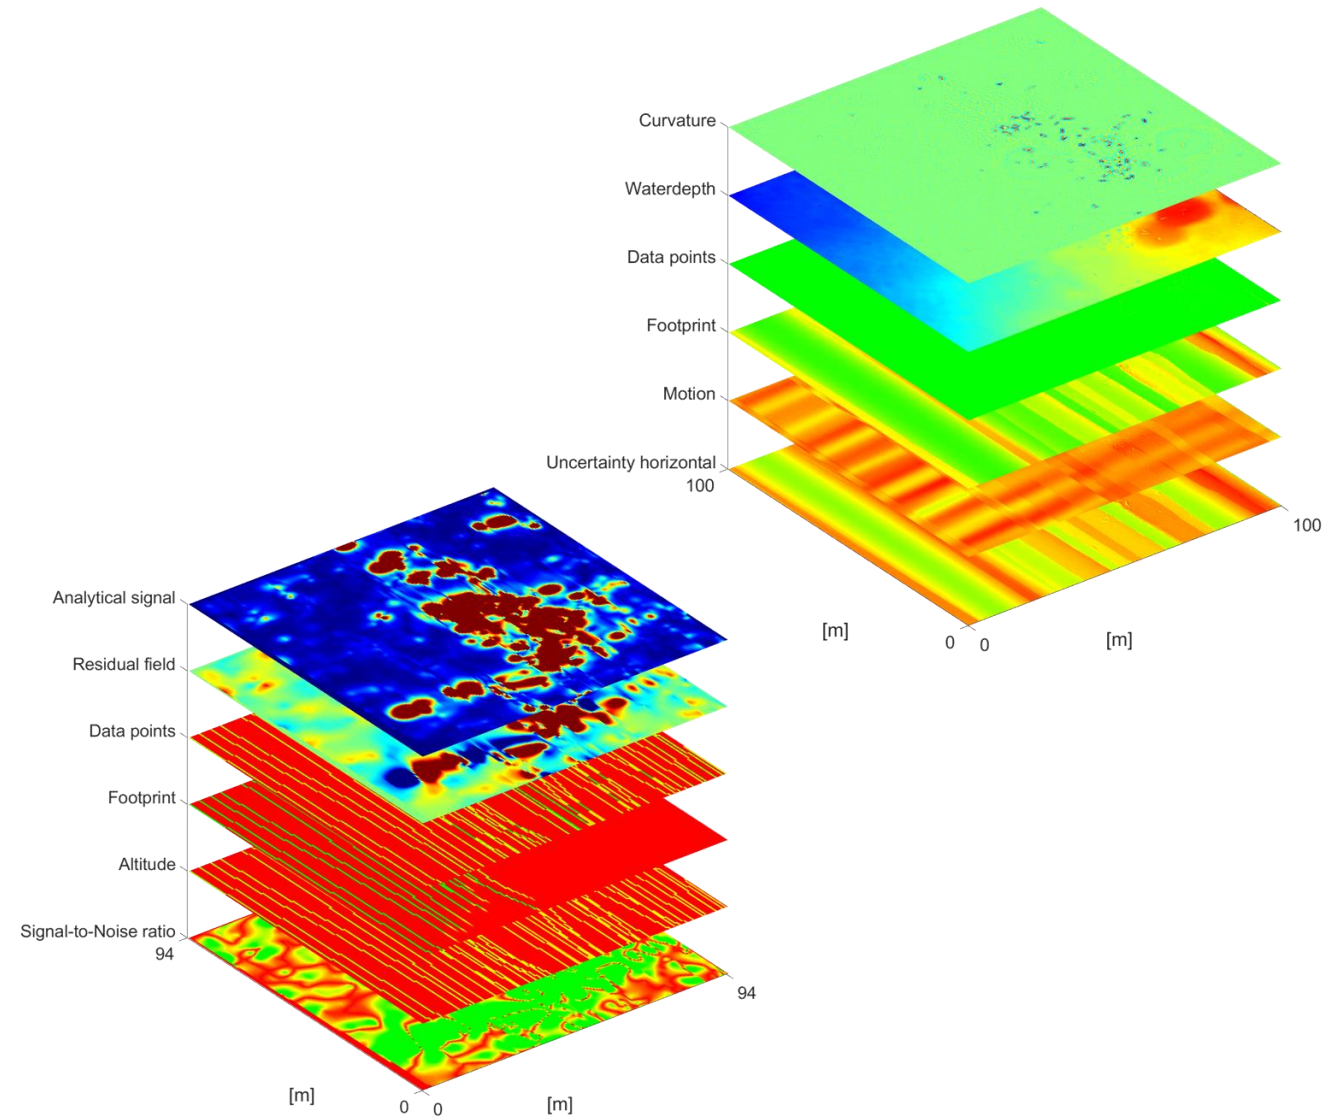 Curvature
Waterdepth
Data points
Footprint
Motion
Uncertainty horizontal
100
100
[m]
0
0
[m]
Analytical signal
Residual field
Data points
Footprint
Altitude
Signal-to-Noise ratio
94
94
[m]
0
0
[m]